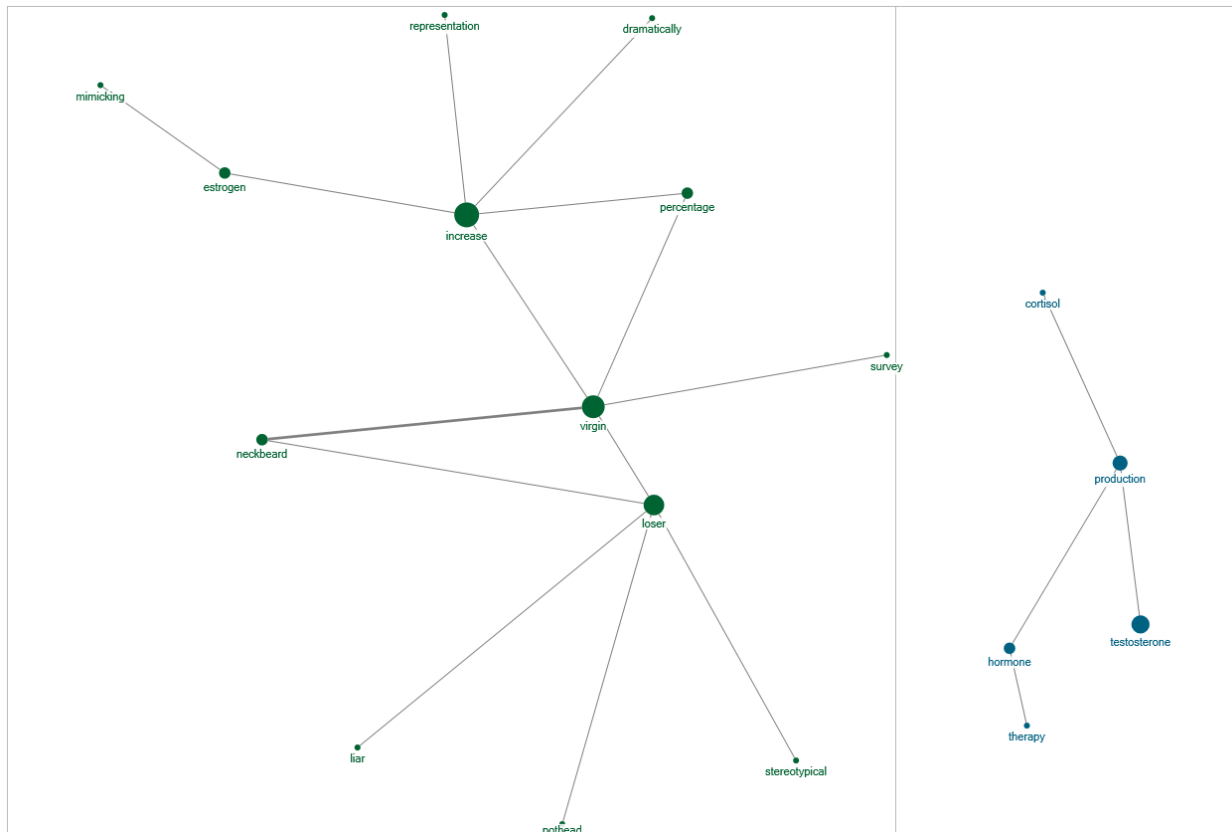 representation
dramatically
mimicking
estrogen
percentage
increase
cortisol
survey
virgin
neckbeard
production
loser
testosterone
hormone
therapy
liar
stereotypical
pothead